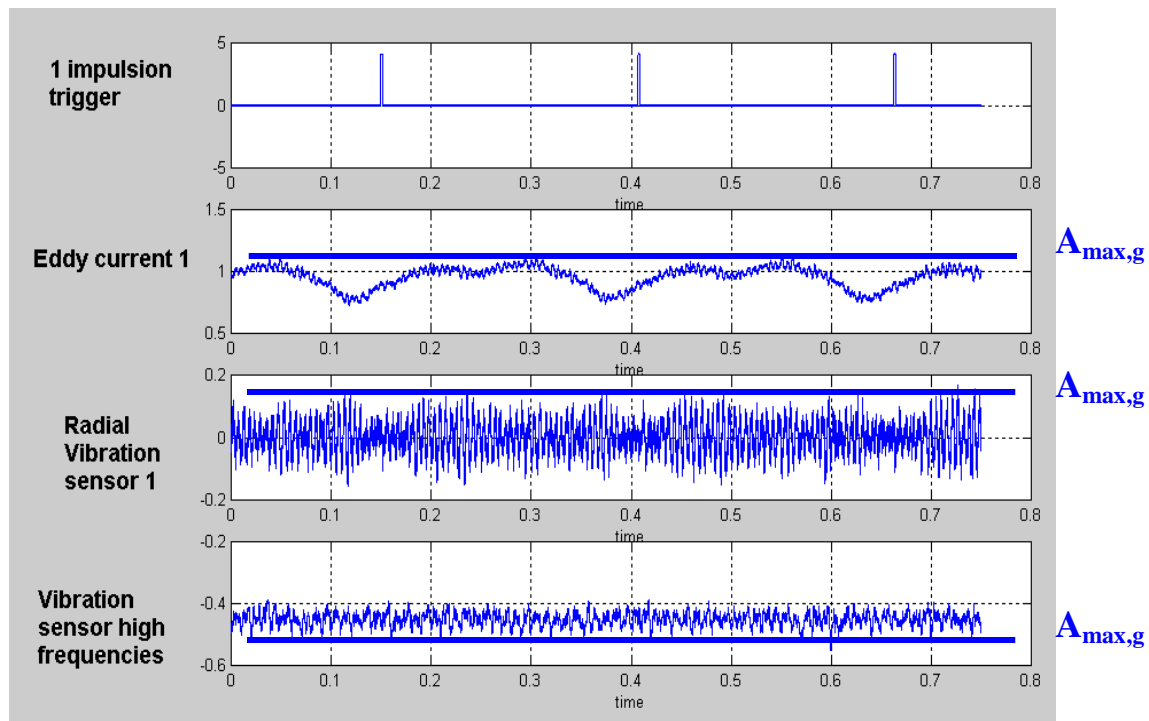 1 impulsion
trigger
5
0
-5
0 0.1 0.2 0.3 0.4 0.5 0.6 0.7 0.8
time
Eddy current 1
1.5
1
0.5
0 0.1 0.2 0.3 0.4 0.5 0.6 0.7 0.8
time
Amax,g
Radial
Vibration
sensor 1
0.2
0
-0.2
0 0.1 0.2 0.3 0.4 0.5 0.6 0.7 0.8
time
Amax,g
Vibration
sensor high
frequencies
-0.2
-0.4
-0.6
0 0.1 0.2 0.3 0.4 0.5 0.6 0.7 0.8
time
Amax,g